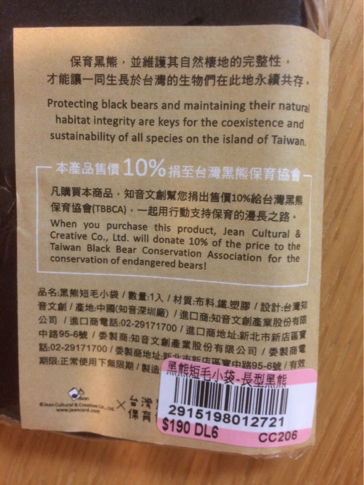 保育黑熊，並維護其自然棲地的完整性，
才能讓一同生長於台灣的生物們在此地永續共存。
Protecting black bears and maintaining their natural
habitat integrity are keys for the coexistence and
sustainability of all species on the island of Taiwan.
本產品售價10%捐至台灣黑熊保育協會
凡購買本商品，知音文創幫您捐出售價10%給台灣黑熊
保育協會(TBBCA)，一起用行動支持保育的漫長之路。
When you purchase this product, Jean Cultural &
Creative Co., Ltd. will donate 10% of the price to the
Taiwan Black Bear Conservation Association for the
conservation of endangered bears!
品名:黑熊短毛小袋 / 數量:1入 / 材質:布料.鐵.塑膠 / 設計:台灣知
音文創 / 產地:中國(知音深圳廠) / 進口商:知音文創產業股份有限
公司 / 進口商電話:02-29171700 / 進口商地址:新北市新店區寶
中路95-6號 / 委製商:知音文創產業股份有限公司 / 委製商電
話:02-29171700 / 委製商地址:新北市新店區寶中路95-6號 / 有效
期限:正常使用下無限期 / 製造
黑熊短毛小袋-長型黑熊
2915198012721
$190 DL6 CC206
Jean
©Jean Cultural & Creative Co., Ltd.
www.jeancard.com
×
台灣
保育